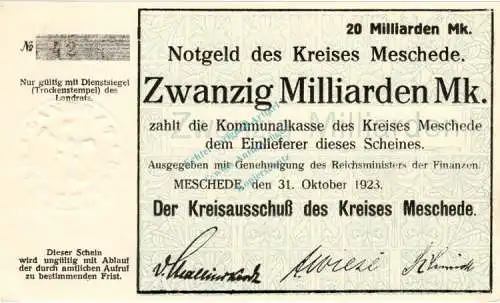 20 Milliarden Mk.
№ 42
Notgeld des Kreises Meschede.
Nur gültig mit Dienstsiegel
(Trockenstempel) des
Landrats.
Zwanzig Milliarden Mk.
zahlt die Kommunalkasse des Kreises Meschede
dem Einlieferer dieses Scheines.
Ausgegeben mit Genehmigung des Reichsministers der Finanzen.
MESCHEDE, den 31. Oktober 1923.
Der Kreisausschuß des Kreises Meschede.
Dieser Schein
wird ungültig mit Ablauf
der durch amtlichen Aufruf
zu bestimmenden Frist.